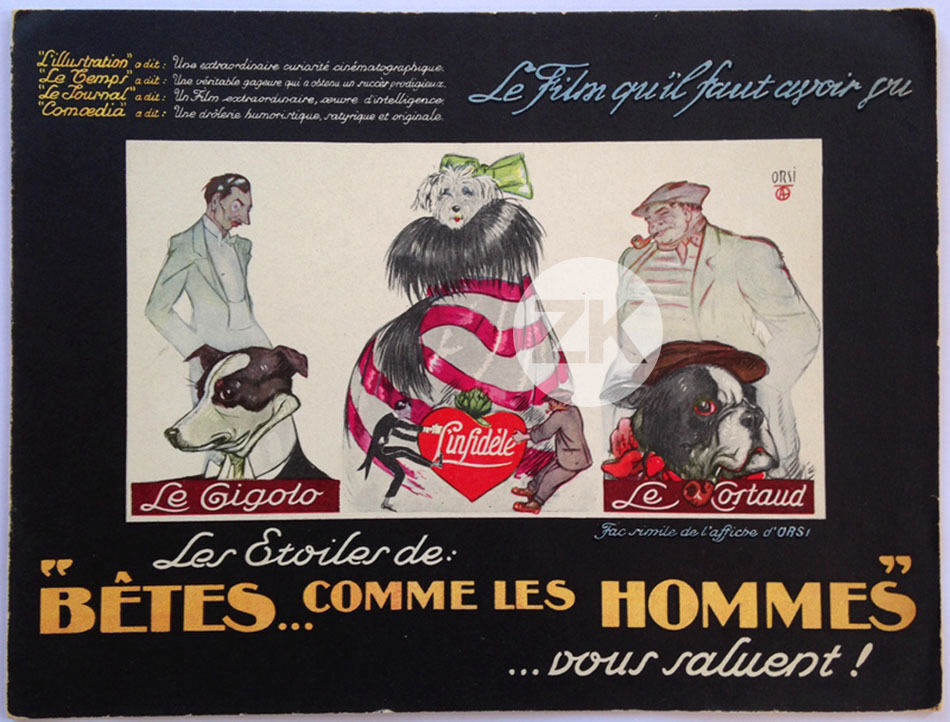 "L'illustration" a dit : Une extraordinaire curiosité cinématographique.
"Le Temps" a dit : Une véritable gageure qui a obtenu un succès prodigieux.
"Le Journal" a dit : Un Film extraordinaire, œuvre d'intelligence.
"Comœdia" a dit : Une drôlerie humoristique, satyrique et originale.
Le Film qu'il faut avoir vu
ORSI
ZK
L'infidèle
Le Gigolo
Le Costaud
Fac simile de l'affiche d'ORSI
Les Etoiles de :
"BÊTES... COMME LES HOMMES"
...vous saluent !